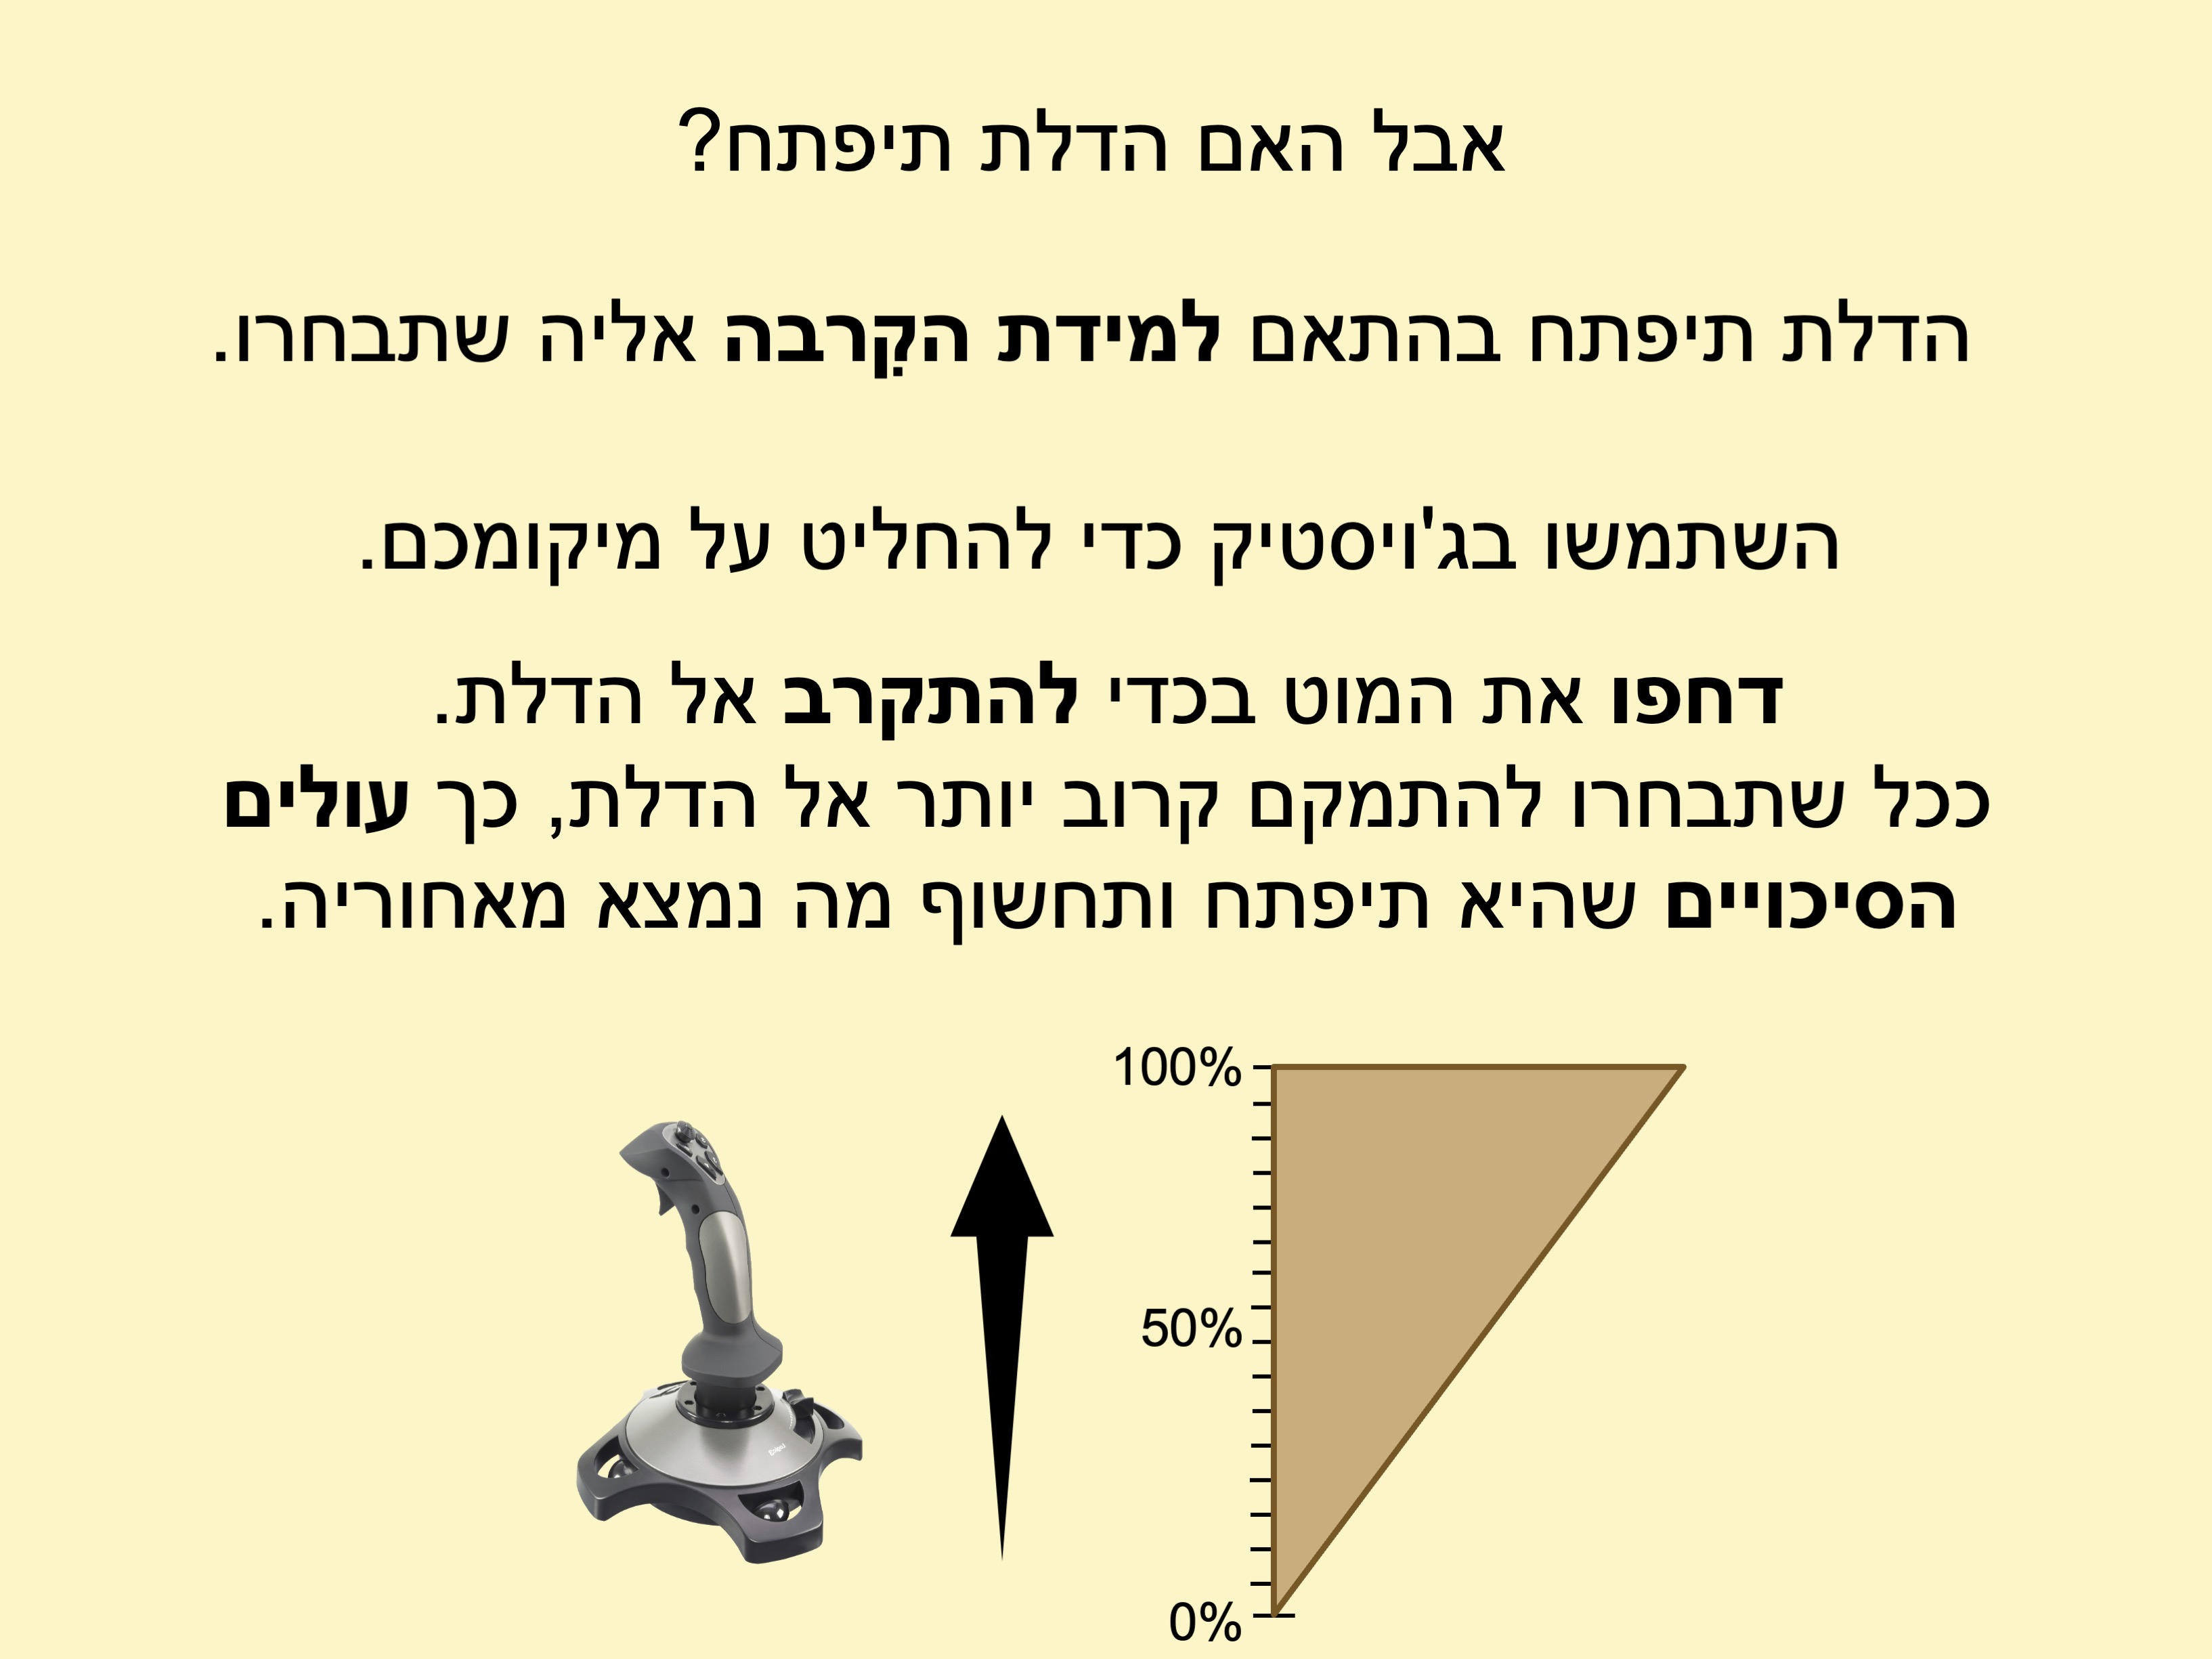 אבל האם הדלת תיפתח?
הדלת תיפתח בהתאם למידת הקִרבה אליה שתבחרו.
השתמשו בג'ויסטיק כדי להחליט על מיקומכם.
דחפו את המוט בכדי להתקרב אל הדלת.
ככל שתבחרו להתמקם קרוב יותר אל הדלת, כך עולים
הסיכויים שהיא תיפתח ותחשוף מה נמצא מאחוריה.
100%
50%
0%